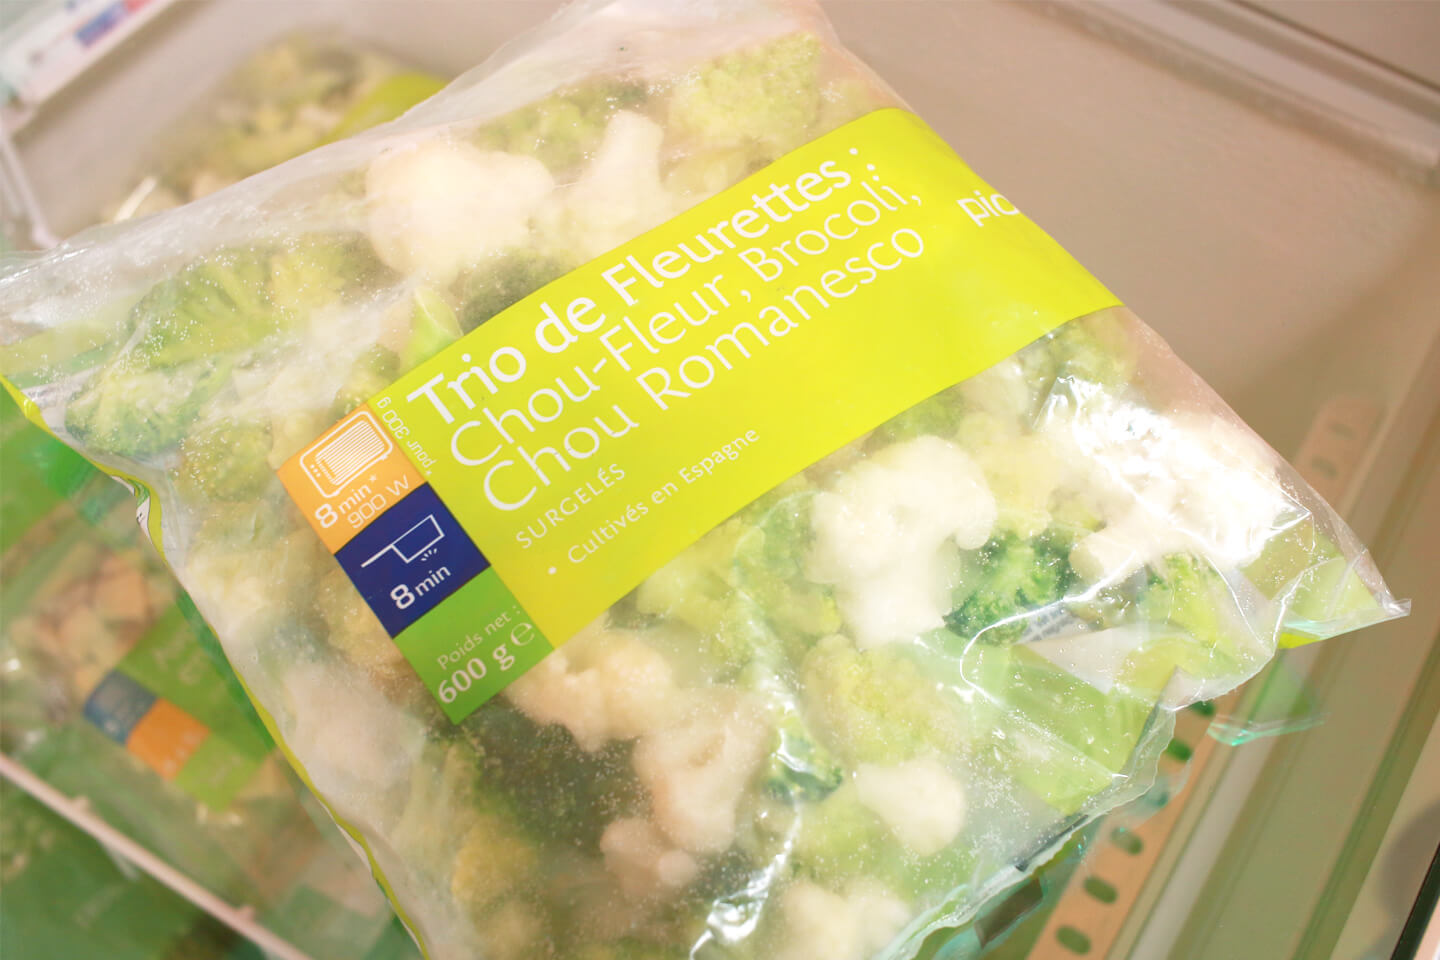 Trio de Fleurettes :
Chou-Fleur, Brocoli,
Chou Romanesco
SURGELÉS
• Cultivés en Espagne
pic
pour 300 g
8 min*
900 W
8 min
Poids net :
600 g e